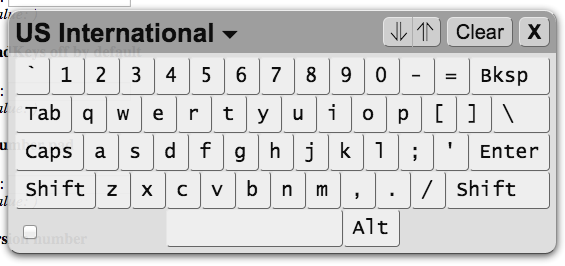 US International ▾ ⥥ ⇈ Clear X
` 1 2 3 4 5 6 7 8 9 0 - = Bksp
Tab q w e r t y u i o p [ ] \
Caps a s d f g h j k l ; ' Enter
Shift z x c v b n m , . / Shift
Alt